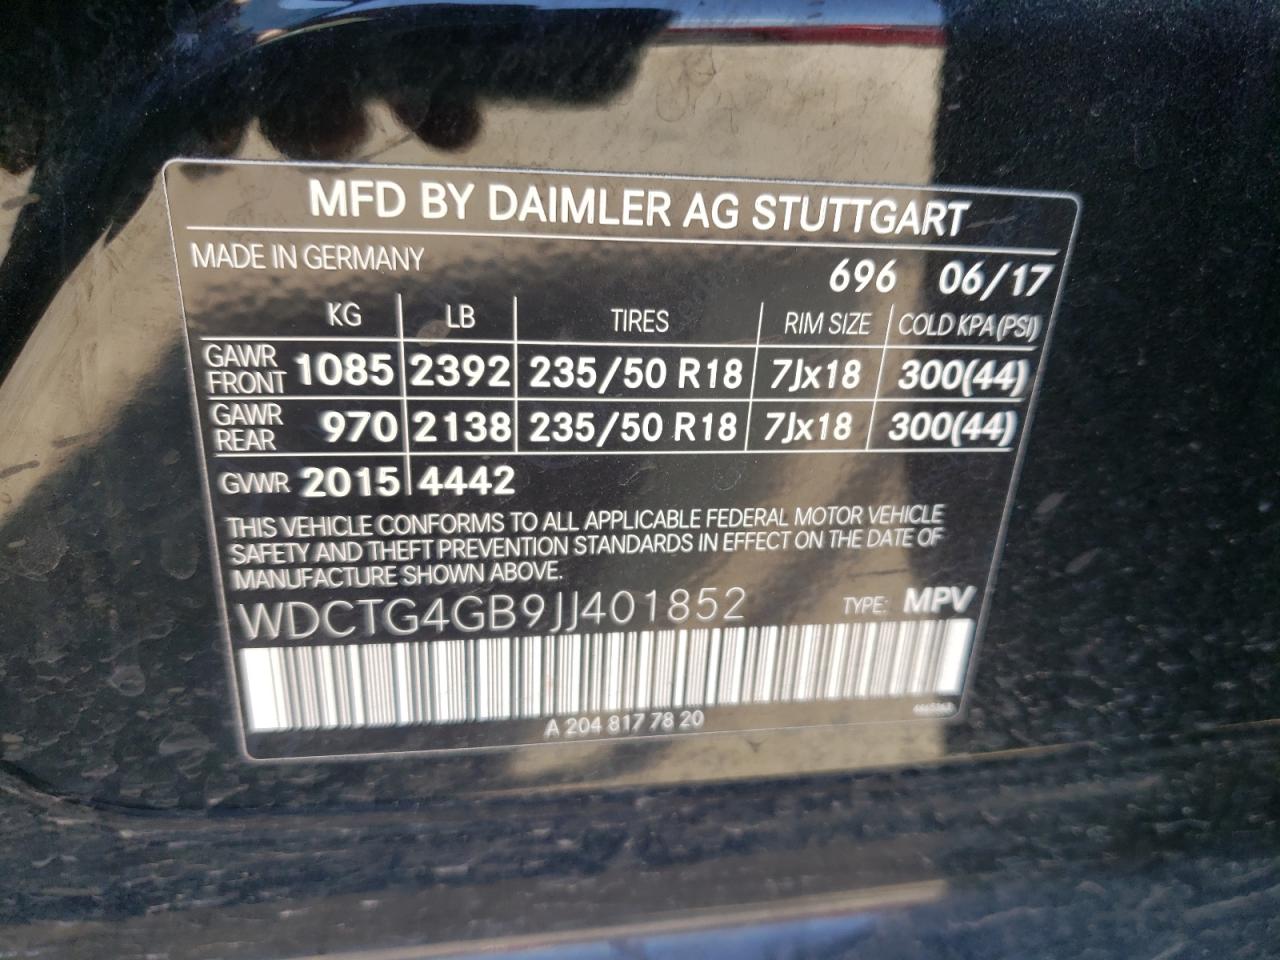 MFD BY DAIMLER AG STUTTGART
MADE IN GERMANY
696 06/17
KG LB TIRES RIM SIZE COLD KPA (PSI)
GAWR FRONT 1085 2392 235/50 R18 7Jx18 300(44)
GAWR REAR 970 2138 235/50 R18 7Jx18 300(44)
GVWR 2015 4442
THIS VEHICLE CONFORMS TO ALL APPLICABLE FEDERAL MOTOR VEHICLE
SAFETY AND THEFT PREVENTION STANDARDS IN EFFECT ON THE DATE OF
MANUFACTURE SHOWN ABOVE.
WDCTG4GB9JJ401852 TYPE: MPV
A 204 817 78 20